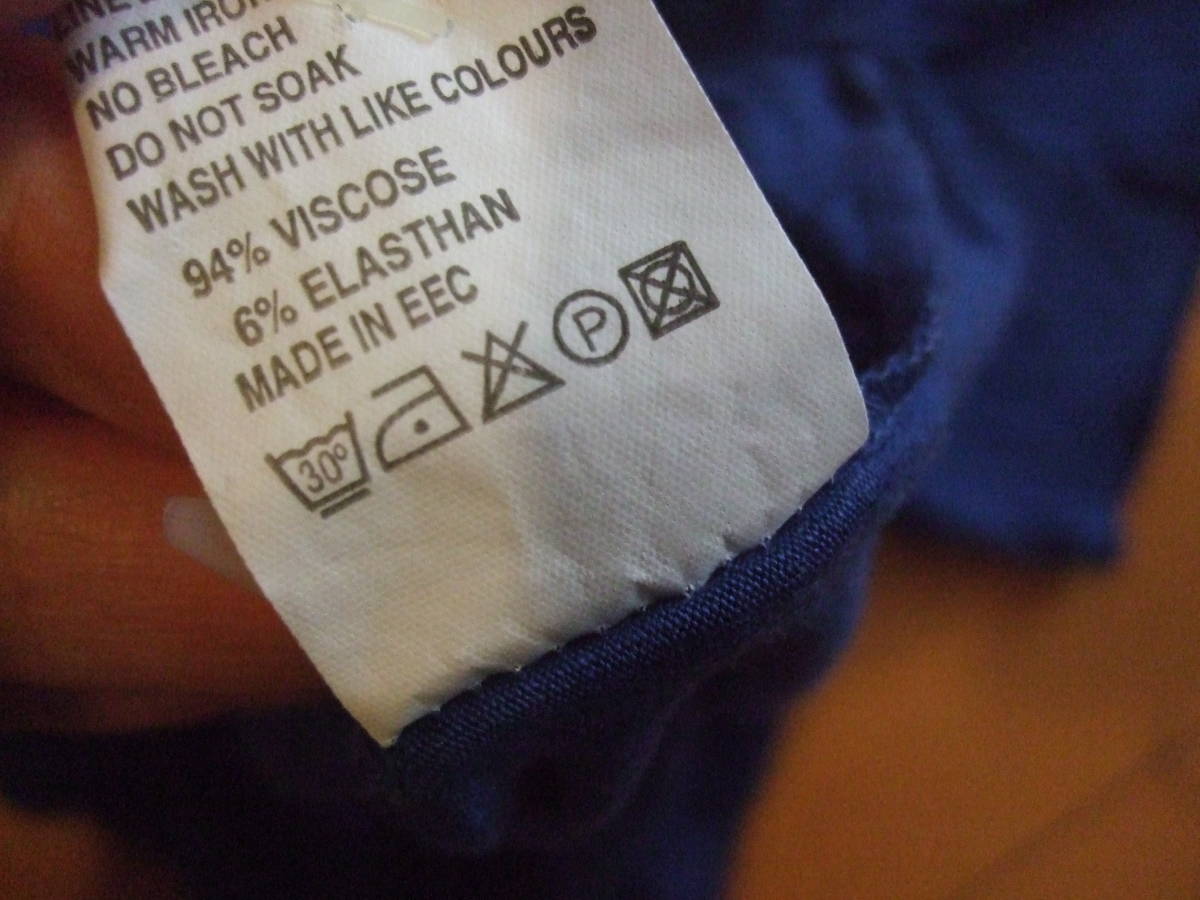 LINE
WARM IRON
NO BLEACH
DO NOT SOAK
WASH WITH LIKE COLOURS
94% VISCOSE
6% ELASTHAN
MADE IN EEC
30° P